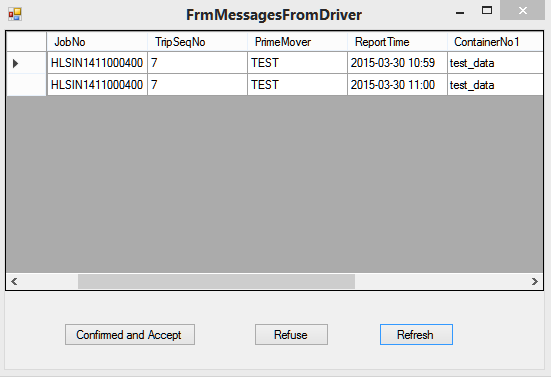 FrmMessagesFromDriver
JobNo TripSeqNo PrimeMover ReportTime ContainerNo1
HLSIN1411000400 7 TEST 2015-03-30 10:59 test_data
HLSIN1411000400 7 TEST 2015-03-30 11:00 test_data
Confirmed and Accept Refuse Refresh